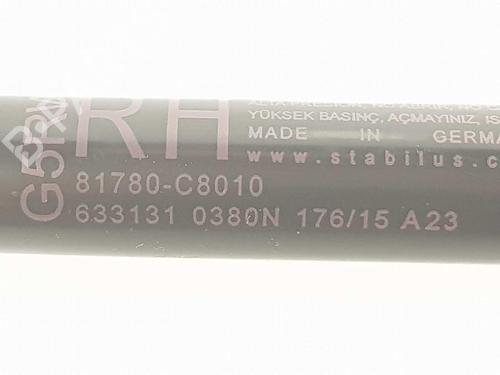 RH
YÜKSEK BASINÇ, AÇMAYINIZ,
MADE IN GERMA
www.stabilus.c
81780-C8010
633131 0380N 176/15 A23